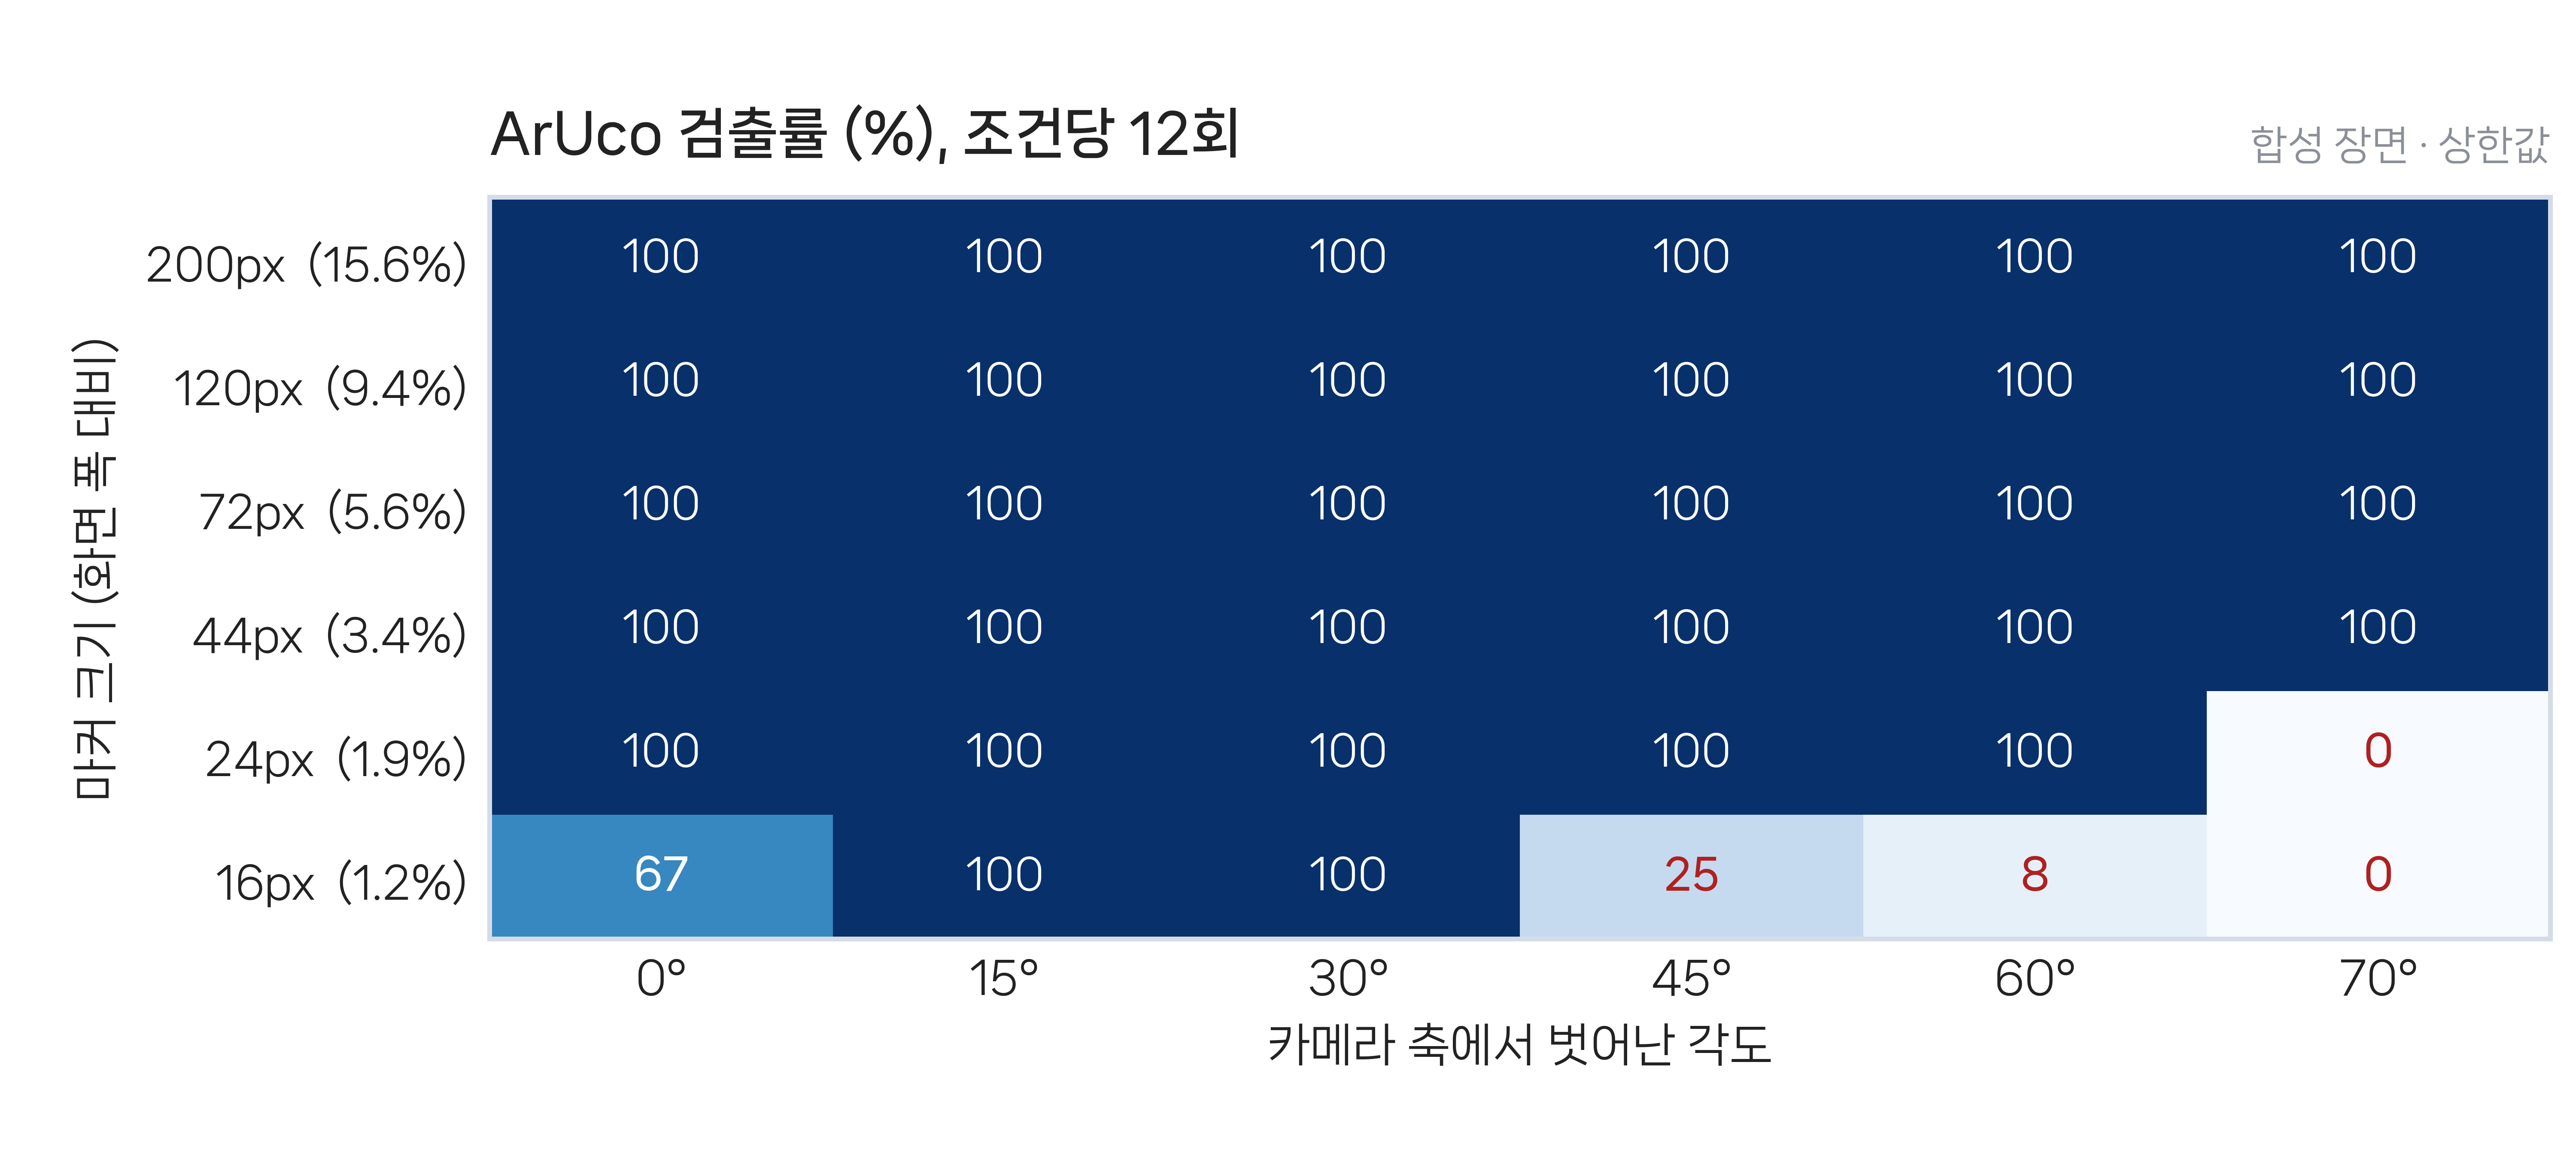 ArUco 검출률 (%), 조건당 12회
합성 장면 · 상한값
마커 크기 (화면 폭 대비)
200px (15.6%) 100 100 100 100 100 100
120px (9.4%) 100 100 100 100 100 100
72px (5.6%) 100 100 100 100 100 100
44px (3.4%) 100 100 100 100 100 100
24px (1.9%) 100 100 100 100 100 0
16px (1.2%) 67 100 100 25 8 0
0° 15° 30° 45° 60° 70°
카메라 축에서 벗어난 각도